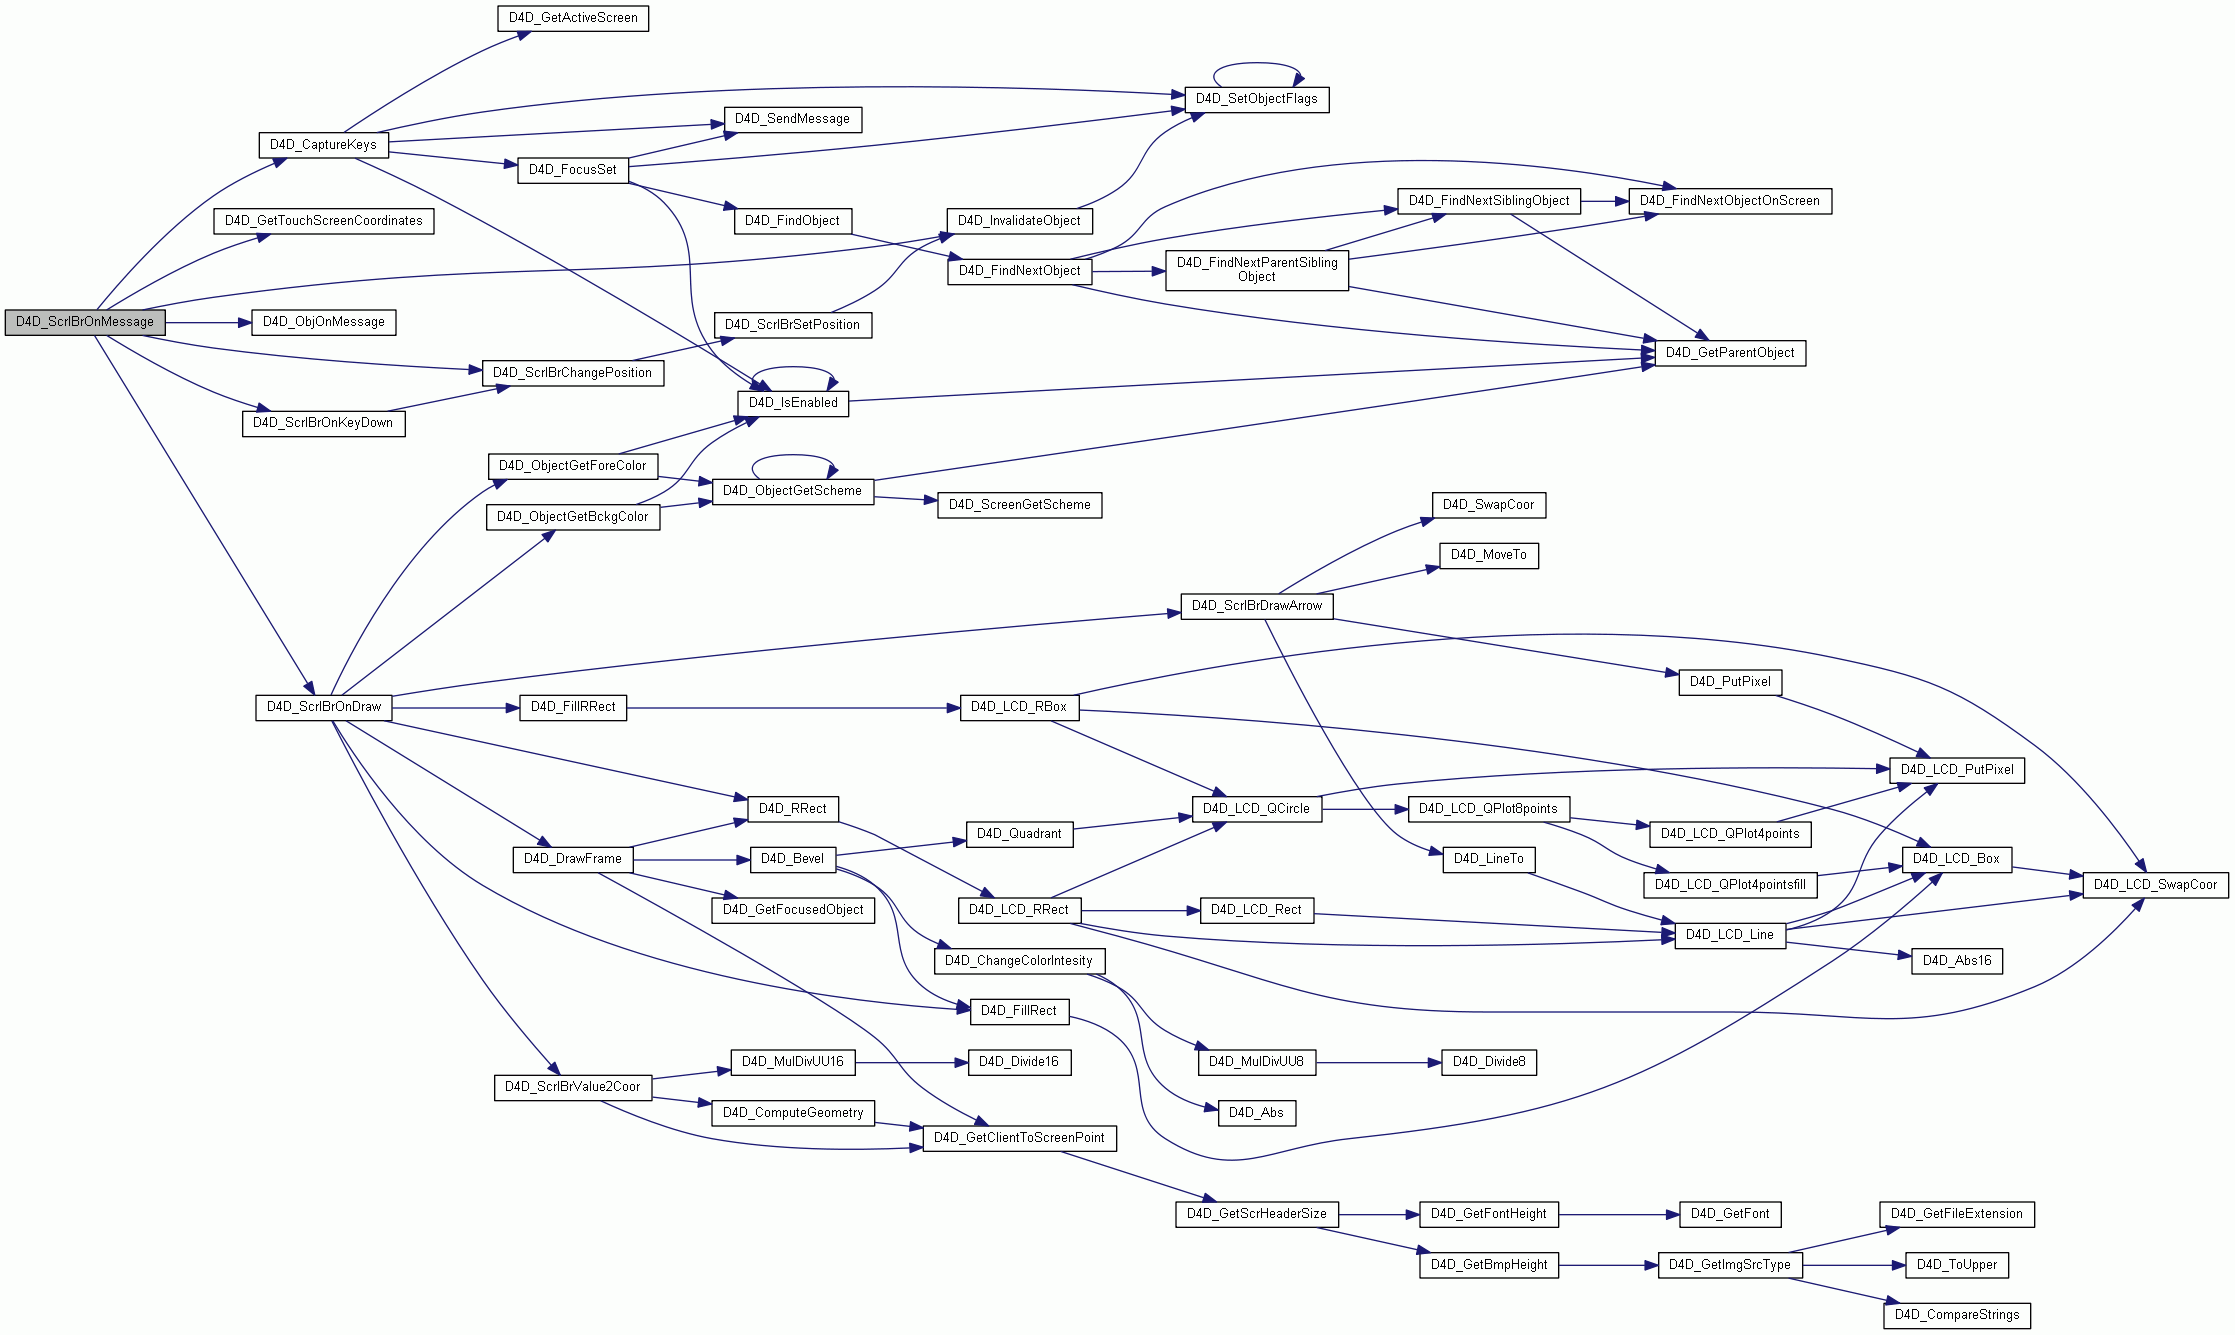 D4D_GetActiveScreen
D4D_SetObjectFlags
D4D_SendMessage
D4D_CaptureKeys
D4D_FocusSet
D4D_FindNextSiblingObject
D4D_FindNextObjectOnScreen
D4D_GetTouchScreenCoordinates
D4D_FindObject
D4D_InvalidateObject
D4D_FindNextObject
D4D_FindNextParentSibling
Object
D4D_ScrlBrOnMessage
D4D_ObjOnMessage
D4D_ScrlBrSetPosition
D4D_GetParentObject
D4D_ScrlBrChangePosition
D4D_IsEnabled
D4D_ScrlBrOnKeyDown
D4D_ObjectGetForeColor
D4D_ObjectGetScheme
D4D_ScreenGetScheme
D4D_SwapCoor
D4D_ObjectGetBckgColor
D4D_MoveTo
D4D_ScrlBrDrawArrow
D4D_PutPixel
D4D_ScrlBrOnDraw
D4D_FillRRect
D4D_LCD_RBox
D4D_LCD_PutPixel
D4D_RRect
D4D_LCD_QCircle
D4D_LCD_QPlot8points
D4D_Quadrant
D4D_LCD_QPlot4points
D4D_DrawFrame
D4D_Bevel
D4D_LineTo
D4D_LCD_Box
D4D_LCD_QPlot4pointsfill
D4D_LCD_SwapCoor
D4D_GetFocusedObject
D4D_LCD_RRect
D4D_LCD_Rect
D4D_LCD_Line
D4D_ChangeColorIntesity
D4D_Abs16
D4D_FillRect
D4D_MulDivUU16
D4D_Divide16
D4D_MulDivUU8
D4D_Divide8
D4D_ScrlBrValue2Coor
D4D_ComputeGeometry
D4D_Abs
D4D_GetClientToScreenPoint
D4D_GetScrHeaderSize
D4D_GetFontHeight
D4D_GetFont
D4D_GetFileExtension
D4D_GetBmpHeight
D4D_GetImgSrcType
D4D_ToUpper
D4D_CompareStrings